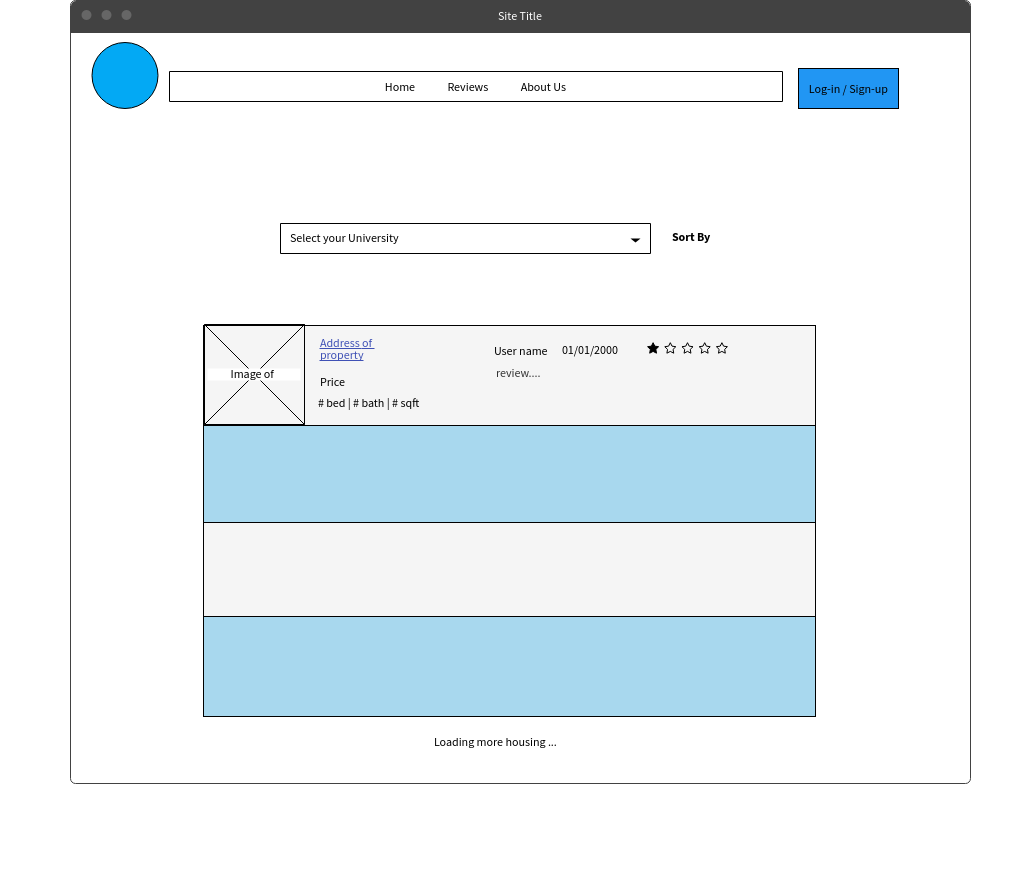 Site Title
Home Reviews About Us
Log-in / Sign-up
Select your University
Sort By
Image of
Address of
property
Price
# bed | # bath | # sqft
User name 01/01/2000
review....
Loading more housing ...